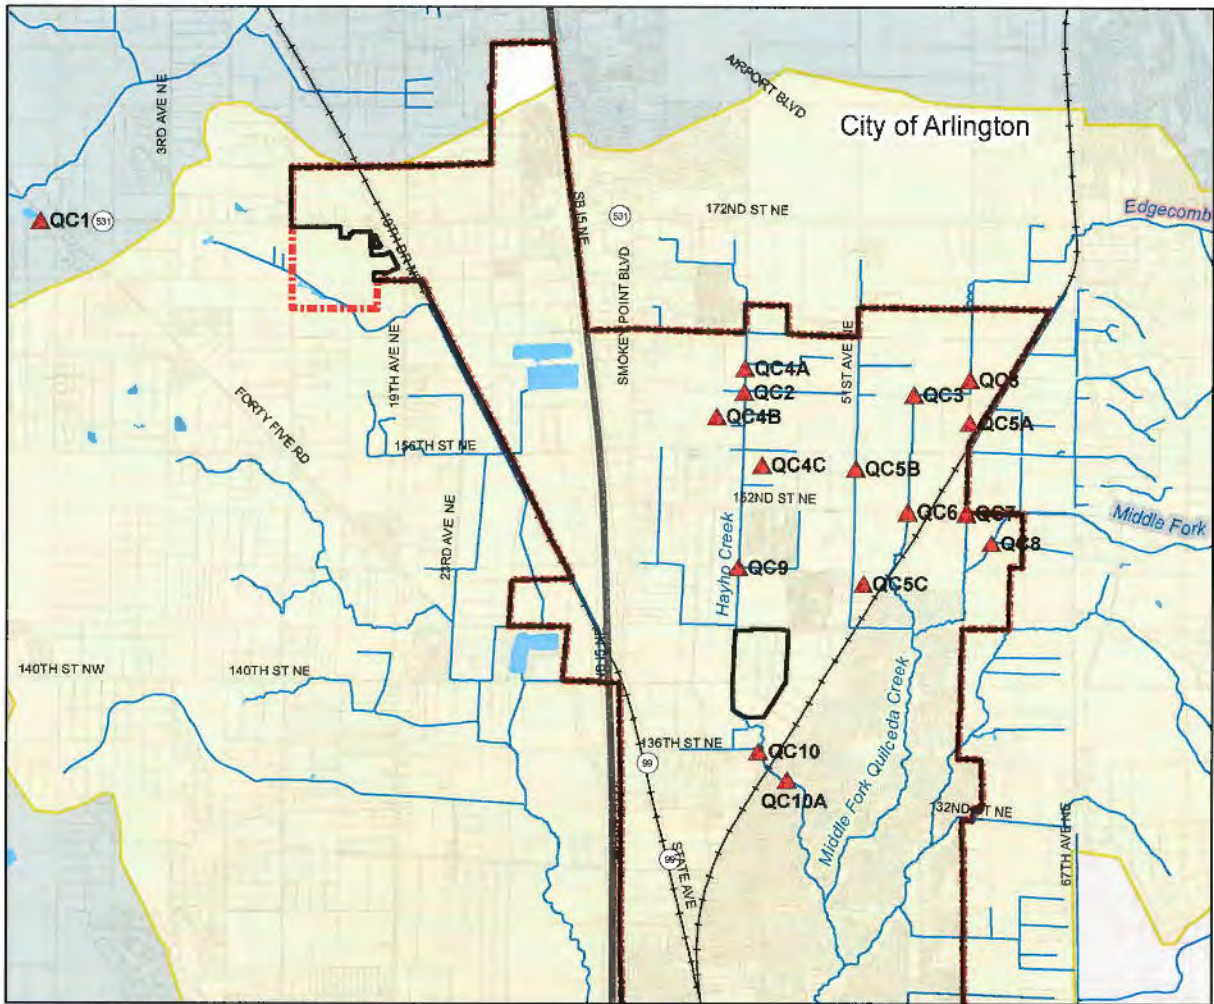 AIRPORT BLVD
City of Arlington
3RD AVE NE
QC1
531
172ND ST NE
Edgecomb
19TH DR N
SB I5 NE
531
SMOKEY POINT BLVD
51ST AVE NE
QC4A
QC2
QC4B
QC3
QC5A
19TH AVE NE
FORTY FIVE RD
156TH ST NE
QC4C
QC5B
152ND ST NE
QC6
QC7
Middle Fork
QC8
23RD AVE NE
Hayho Creek
QC9
QC5C
140TH ST NW
140TH ST NE
Middle Fork Quilceda Creek
136TH ST NE
QC10
99
QC10A
132ND ST NE
67TH AVE NE
99
STATE AVE